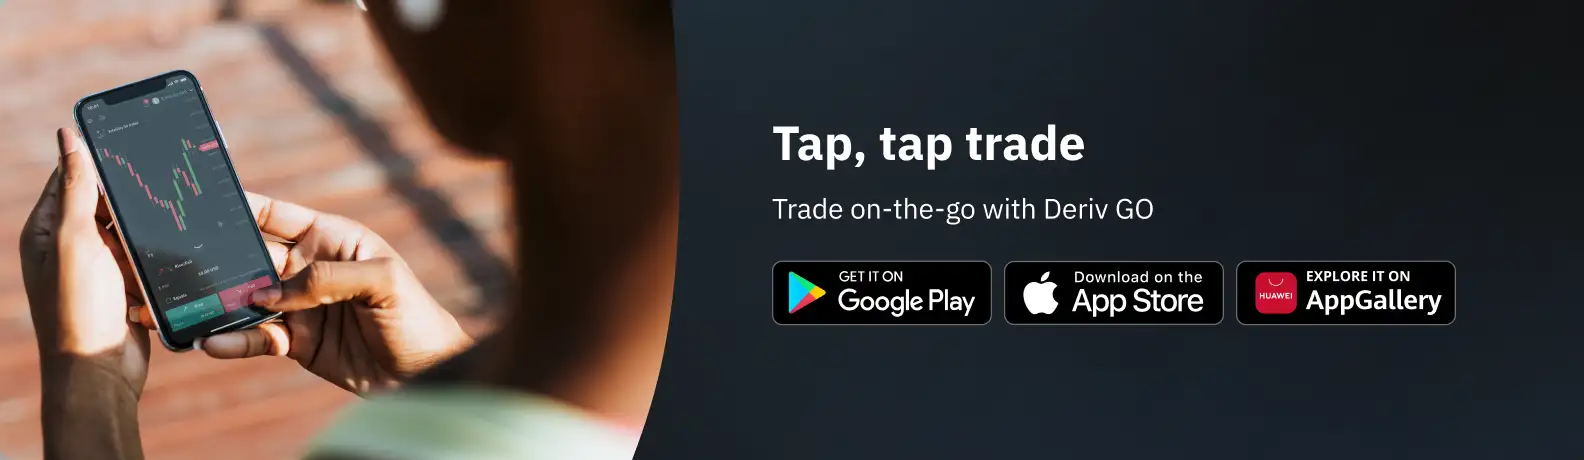 Tap, tap trade
Trade on-the-go with Deriv GO
GET IT ON
Google Play
Download on the
App Store
HUAWEI
EXPLORE IT ON
AppGallery